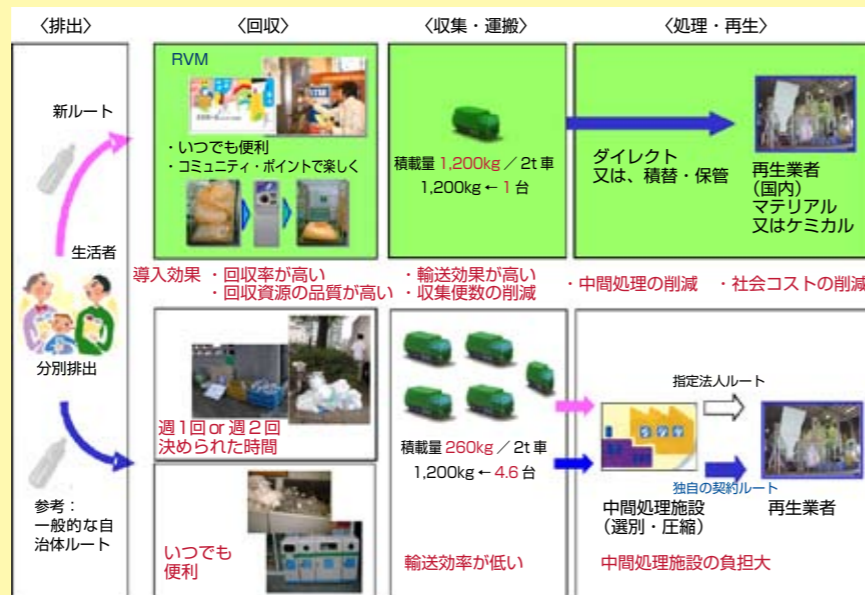 〈排出〉
〈回収〉
〈収集・運搬〉
〈処理・再生〉
新ルート
生活者
分別排出
参考：
一般的な自
治体ルート
RVM
・いつでも便利
・コミュニティ・ポイントで楽しく
積載量 1,200kg ／ 2t 車
1,200kg ← 1 台
ダイレクト
又は、積替・保管
再生業者
（国内）
マテリアル
又はケミカル
導入効果 ・回収率が高い
・回収資源の品質が高い
・輸送効果が高い
・収集便数の削減
・中間処理の削減
・社会コストの削減
週1回 or 週2回
決められた時間
いつでも
便利
積載量 260kg ／ 2t 車
1,200kg ← 4.6 台
輸送効率が低い
指定法人ルート
独自の契約ルート
中間処理施設
（選別・圧縮）
再生業者
中間処理施設の負担大